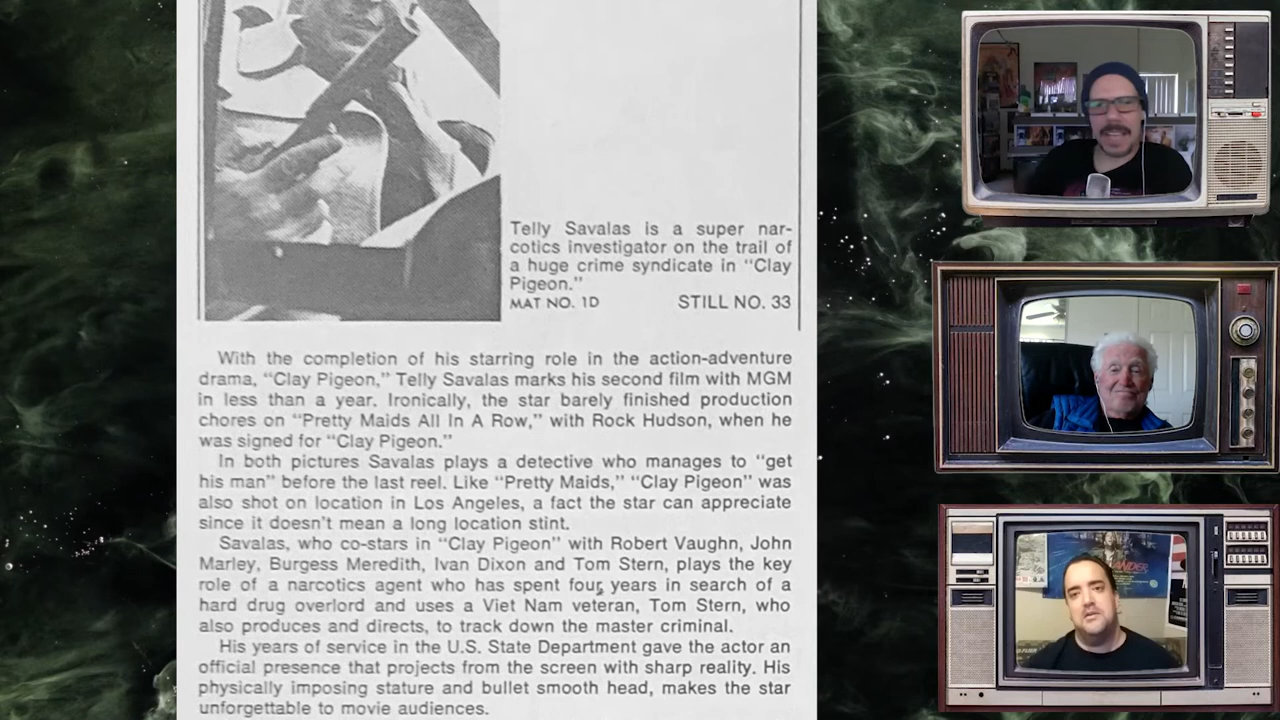 Telly Savalas is a super nar-
cotics investigator on the trail of
a huge crime syndicate in “Clay
Pigeon.”
MAT NO. 1D STILL NO. 33
With the completion of his starring role in the action-adventure
drama, “Clay Pigeon,” Telly Savalas marks his second film with MGM
in less than a year. Ironically, the star barely finished production
chores on “Pretty Maids All In A Row,” with Rock Hudson, when he
was signed for “Clay Pigeon.”
In both pictures Savalas plays a detective who manages to “get
his man” before the last reel. Like “Pretty Maids,” “Clay Pigeon” was
also shot on location in Los Angeles, a fact the star can appreciate
since it doesn’t mean a long location stint.
Savalas, who co-stars in “Clay Pigeon” with Robert Vaughn, John
Marley, Burgess Meredith, Ivan Dixon and Tom Stern, plays the key
role of a narcotics agent who has spent four years in search of a
hard drug overlord and uses a Viet Nam veteran, Tom Stern, who
also produces and directs, to track down the master criminal.
His years of service in the U.S. State Department gave the actor an
official presence that projects from the screen with sharp reality. His
physically imposing stature and bullet smooth head, makes the star
unforgettable to movie audiences.